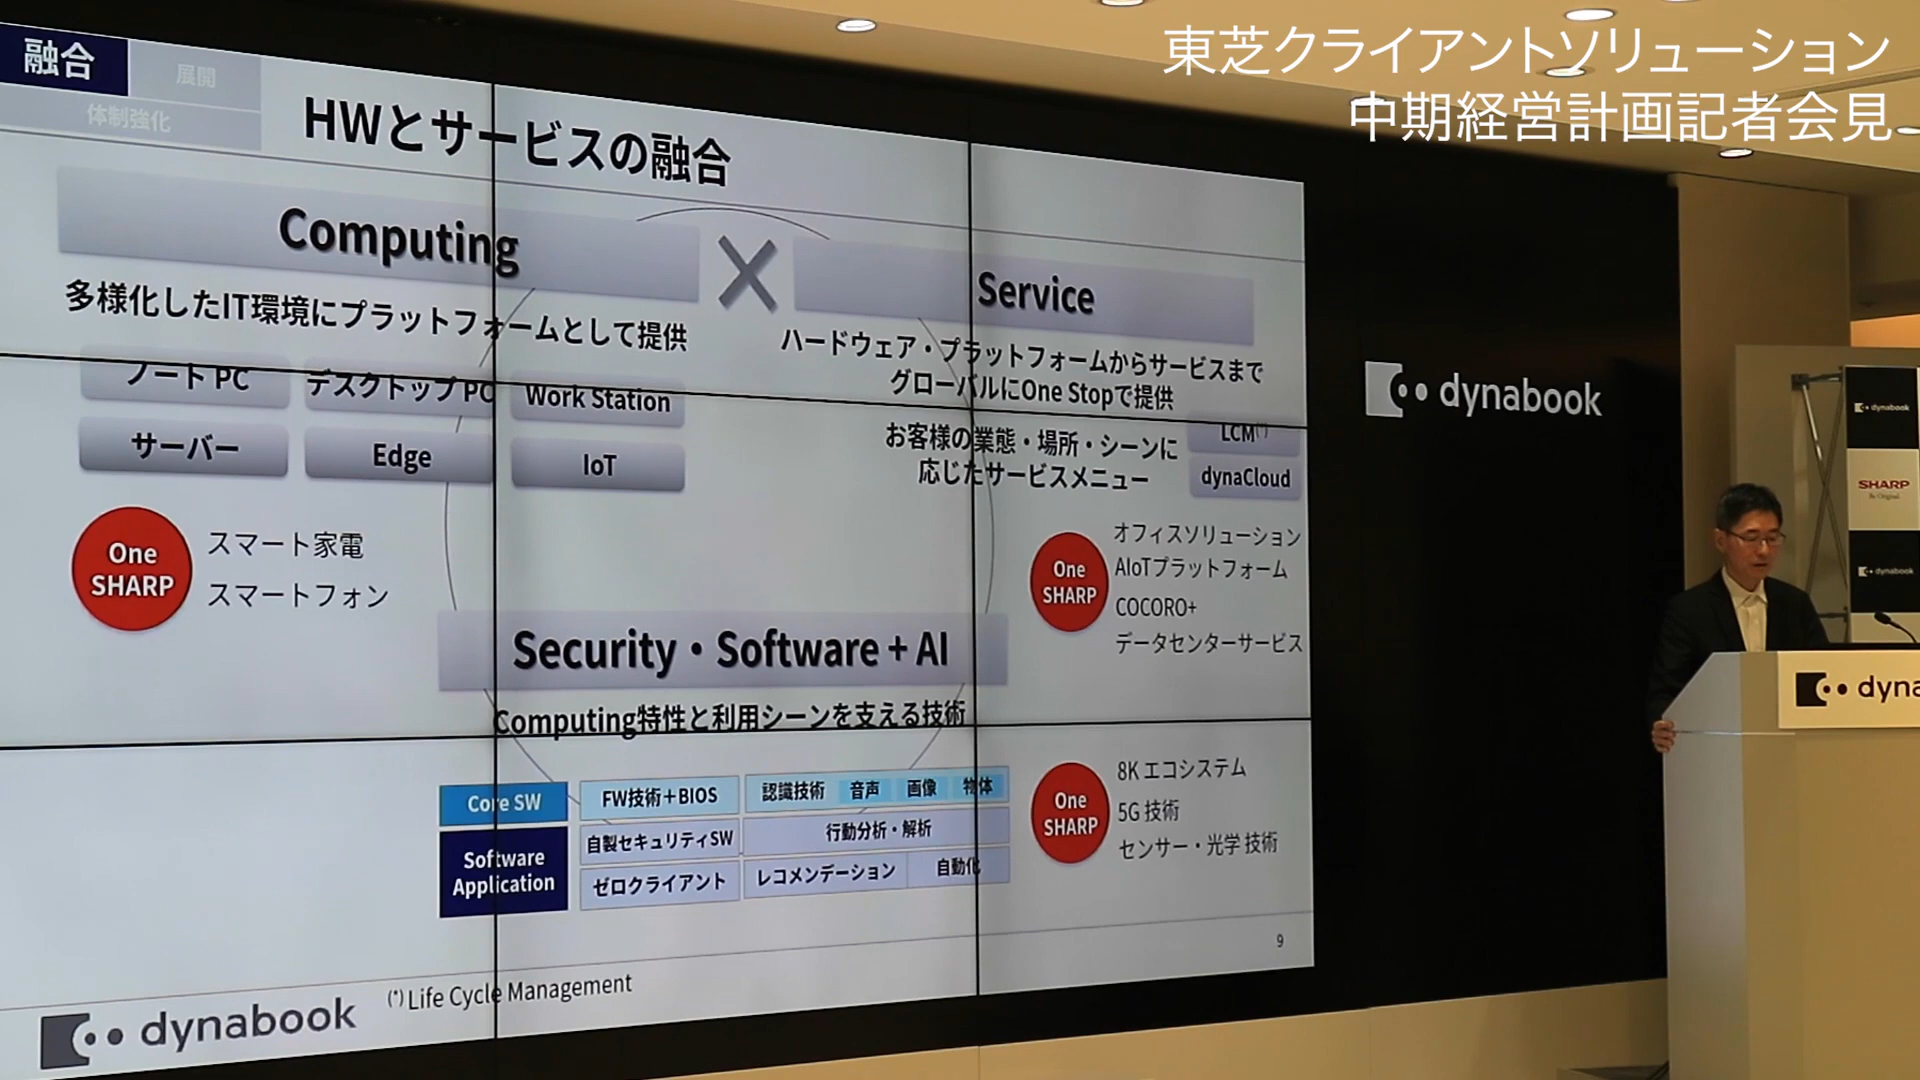 東芝クライアントソリューション
中期経営計画記者会見
融合
展開
体制強化
HWとサービスの融合
Computing
Service
多様化したIT環境にプラットフォームとして提供
ハードウェア・プラットフォームからサービスまで
グローバルにOne Stopで提供
ノートPC
デスクトップPC
Work Station
サーバー
Edge
IoT
お客様の業態・場所・シーンに
応じたサービスメニュー
LCM(*)
dynaCloud
One
SHARP
スマート家電
スマートフォン
One
SHARP
オフィスソリューション
AIoTプラットフォーム
COCORO+
データセンターサービス
Security・Software + AI
Computing特性と利用シーンを支える技術
Core SW
FW技術+BIOS
認識技術 音声 画像 物体
Software
Application
自製セキュリティSW
行動分析・解析
ゼロクライアント
レコメンデーション
自動化
One
SHARP
8K エコシステム
5G 技術
センサー・光学 技術
9
dynabook
(*) Life Cycle Management
dynabook
dynabook
SHARP
Be Original.
dynabook
dyna